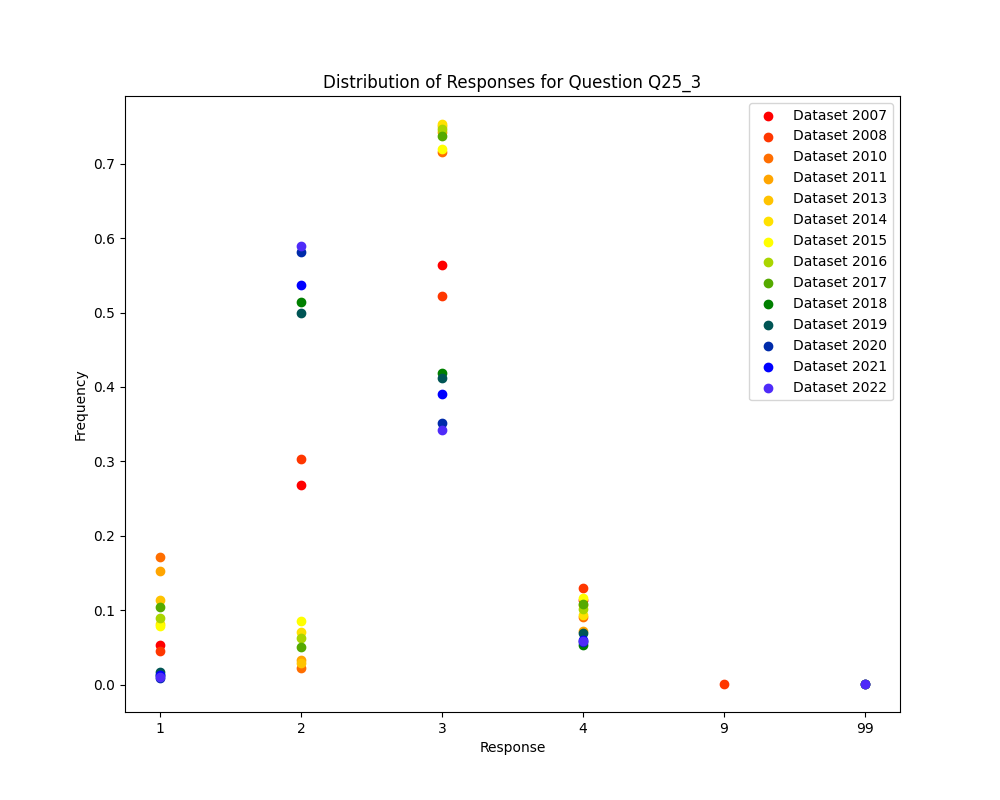 Distribution of Responses for Question Q25_3
Dataset 2007
Dataset 2008
Dataset 2010
Dataset 2011
Dataset 2013
Dataset 2014
Dataset 2015
Dataset 2016
Dataset 2017
Dataset 2018
Dataset 2019
Dataset 2020
Dataset 2021
Dataset 2022
Frequency
0.7
0.6
0.5
0.4
0.3
0.2
0.1
0.0
1 2 3 4 9 99
Response